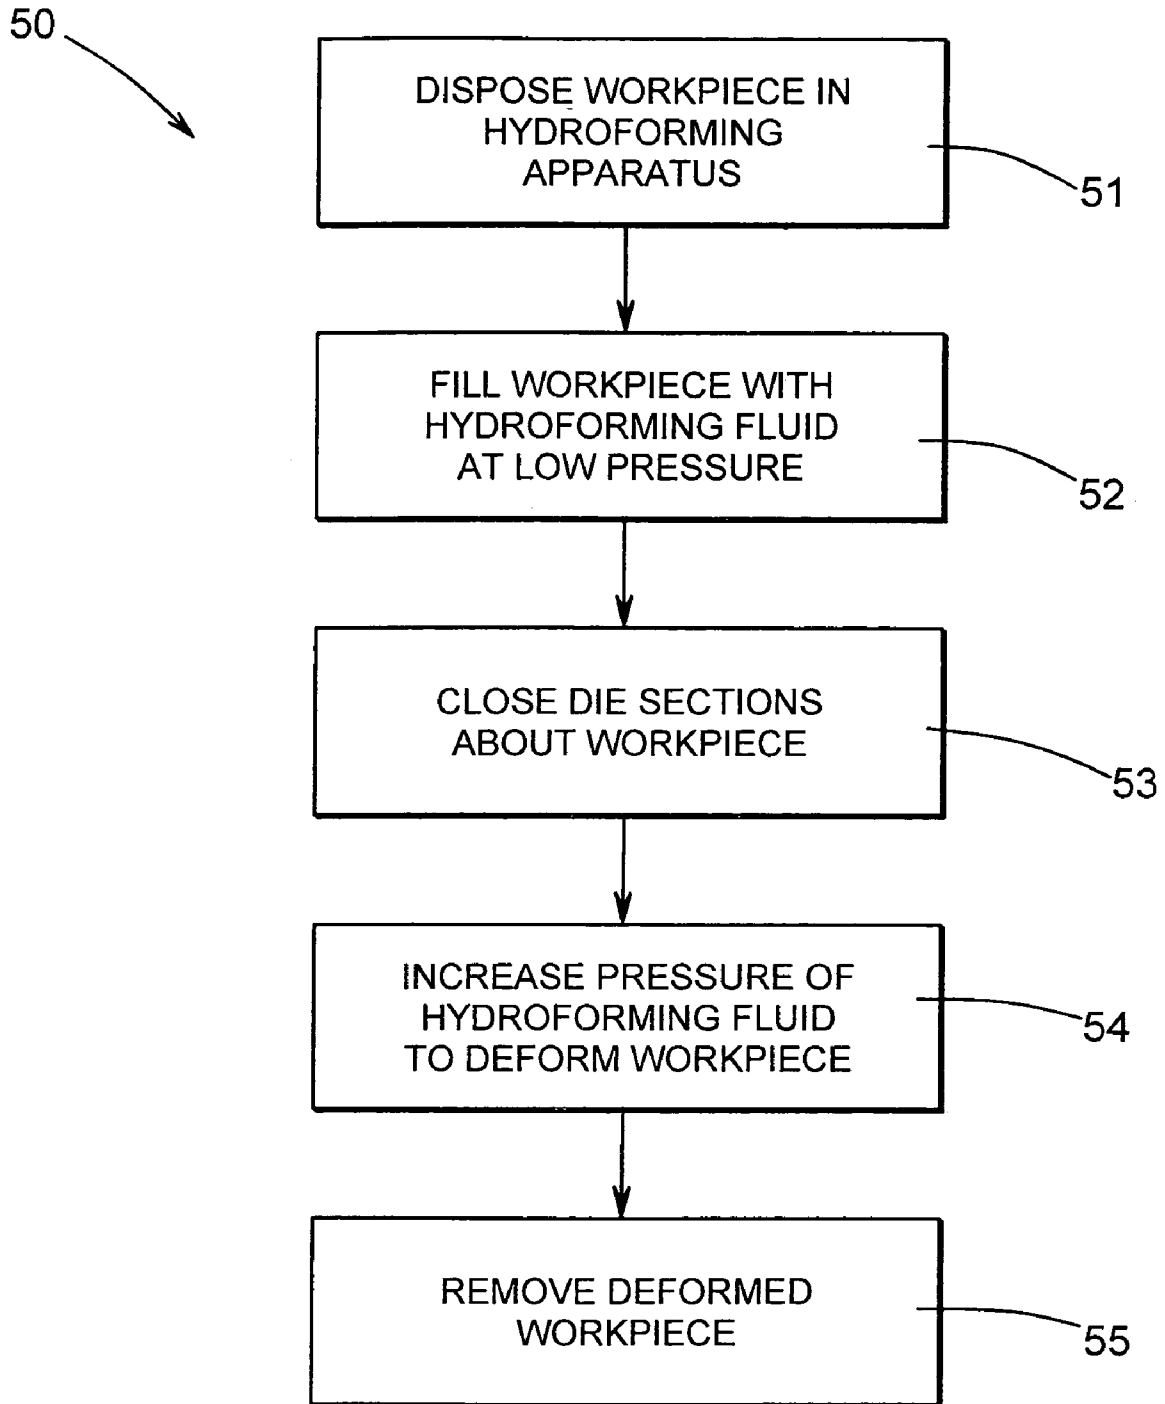 50
DISPOSE WORKPIECE IN
HYDROFORMING
APPARATUS
51
FILL WORKPIECE WITH
HYDROFORMING FLUID
AT LOW PRESSURE
52
CLOSE DIE SECTIONS
ABOUT WORKPIECE
53
INCREASE PRESSURE OF
HYDROFORMING FLUID
TO DEFORM WORKPIECE
54
REMOVE DEFORMED
WORKPIECE
55